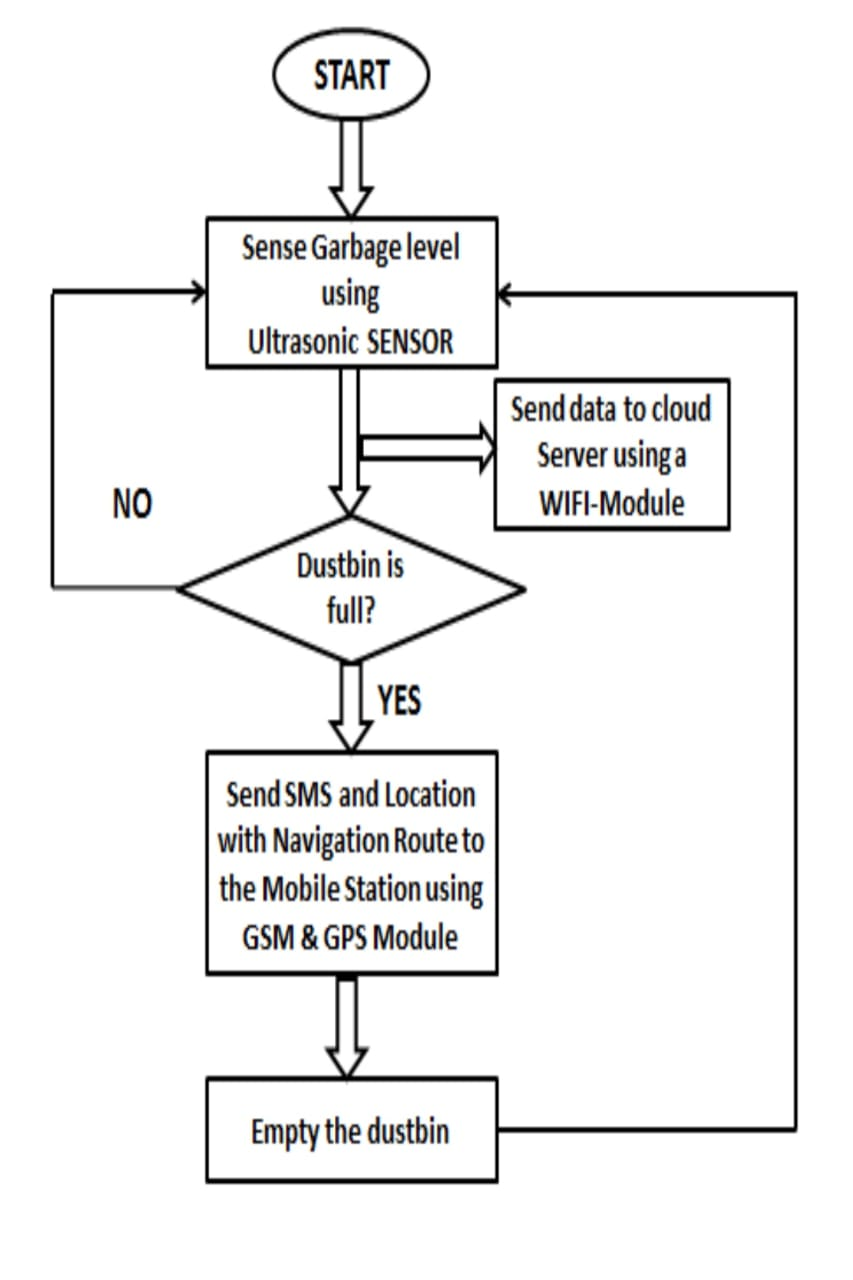 START
Sense Garbage level
using
Ultrasonic SENSOR
Send data to cloud
Server using a
WIFI-Module
NO
Dustbin is
full?
YES
Send SMS and Location
with Navigation Route to
the Mobile Station using
GSM & GPS Module
Empty the dustbin